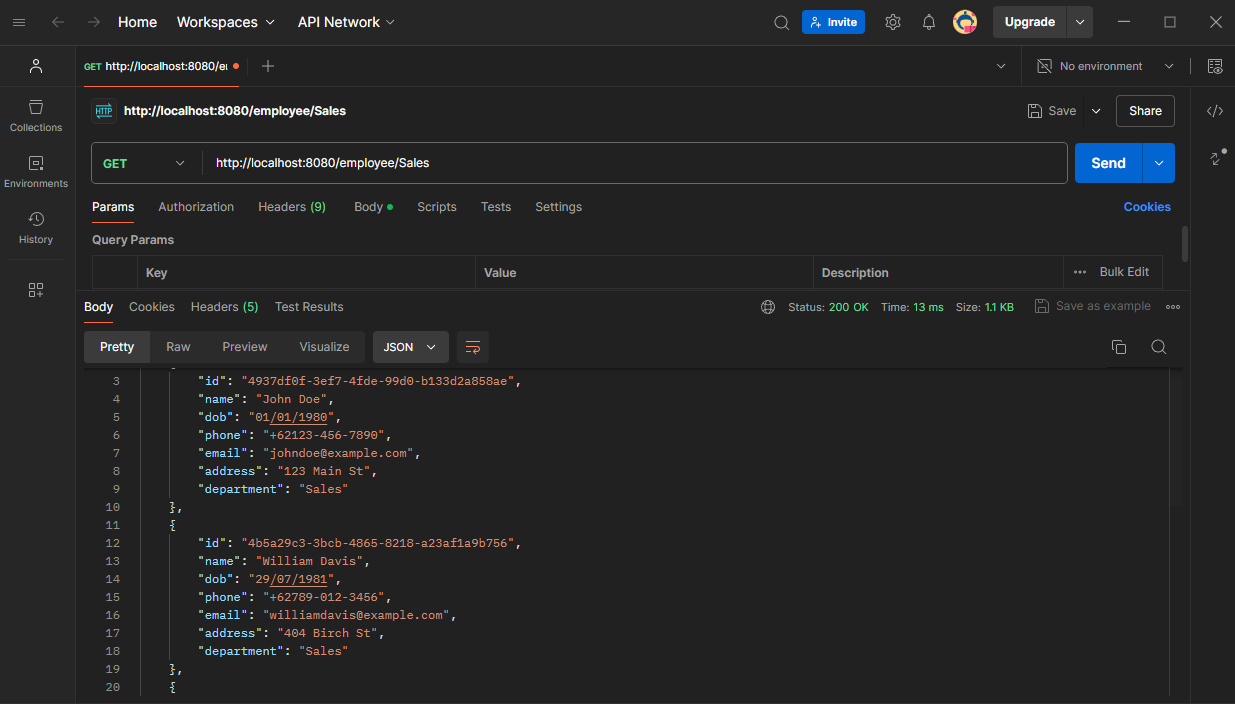 Home Workspaces API Network Invite Upgrade
GET http://localhost:8080/e No environment
HTTP http://localhost:8080/employee/Sales Save Share
Collections
GET http://localhost:8080/employee/Sales Send
Environments
Params Authorization Headers (9) Body Scripts Tests Settings Cookies
History
Query Params
Key Value Description Bulk Edit
Body Cookies Headers (5) Test Results Status: 200 OK Time: 13 ms Size: 1.1 KB Save as example
Pretty Raw Preview Visualize JSON
3 "id": "4937df0f-3ef7-4fde-99d0-b133d2a858ae",
4 "name": "John Doe",
5 "dob": "01/01/1980",
6 "phone": "+62123-456-7890",
7 "email": "johndoe@example.com",
8 "address": "123 Main St",
9 "department": "Sales"
10 },
11 {
12 "id": "4b5a29c3-3bcb-4865-8218-a23af1a9b756",
13 "name": "William Davis",
14 "dob": "29/07/1981",
15 "phone": "+62789-012-3456",
16 "email": "williamdavis@example.com",
17 "address": "404 Birch St",
18 "department": "Sales"
19 },
20 {